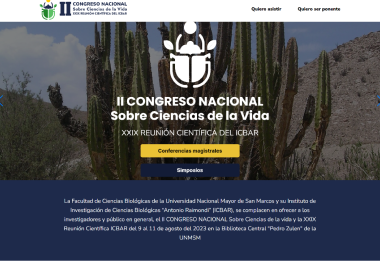 II CONGRESO NACIONAL
Sobre Ciencias de la Vida
XXIX REUNIÓN CIENTÍFICA DEL ICBAR
Quiero asistir
Quiero ser ponente
II CONGRESO NACIONAL
Sobre Ciencias de la Vida
XXIX REUNIÓN CIENTÍFICA DEL ICBAR
Conferencias magistrales
Simposios
La Facultad de Ciencias Biológicas de la Universidad Nacional Mayor de San Marcos y su Instituto de
Investigación de Ciencias Biológicas "Antonio Raimondi" (ICBAR), se complacen en ofrecer a los
investigadores y público en general, el II CONGRESO NACIONAL Sobre Ciencias de la vida y la XXIX
Reunión Científica ICBAR del 9 al 11 de agosto del 2023 en la Biblioteca Central "Pedro Zulen" de la
UNMSM